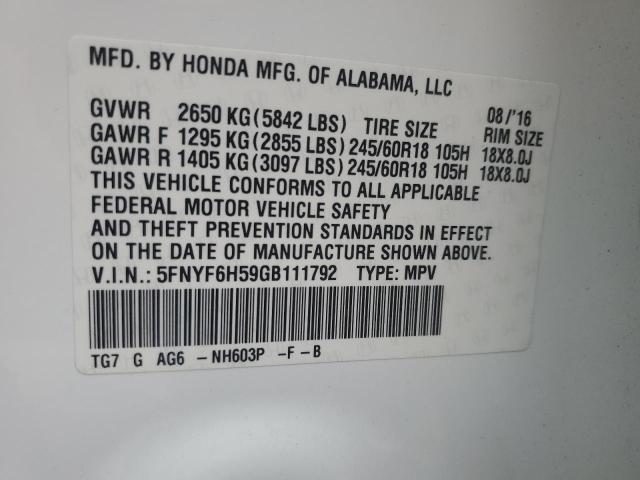 MFD. BY HONDA MFG. OF ALABAMA, LLC
08/'16
GVWR 2650 KG(5842 LBS) TIRE SIZE RIM SIZE
GAWR F 1295 KG(2855 LBS) 245/60R18 105H 18X8.0J
GAWR R 1405 KG(3097 LBS) 245/60R18 105H 18X8.0J
THIS VEHICLE CONFORMS TO ALL APPLICABLE
FEDERAL MOTOR VEHICLE SAFETY
AND THEFT PREVENTION STANDARDS IN EFFECT
ON THE DATE OF MANUFACTURE SHOWN ABOVE.
V.I.N.: 5FNYF6H59GB111792 TYPE: MPV
TG7 G AG6 -NH603P -F-B